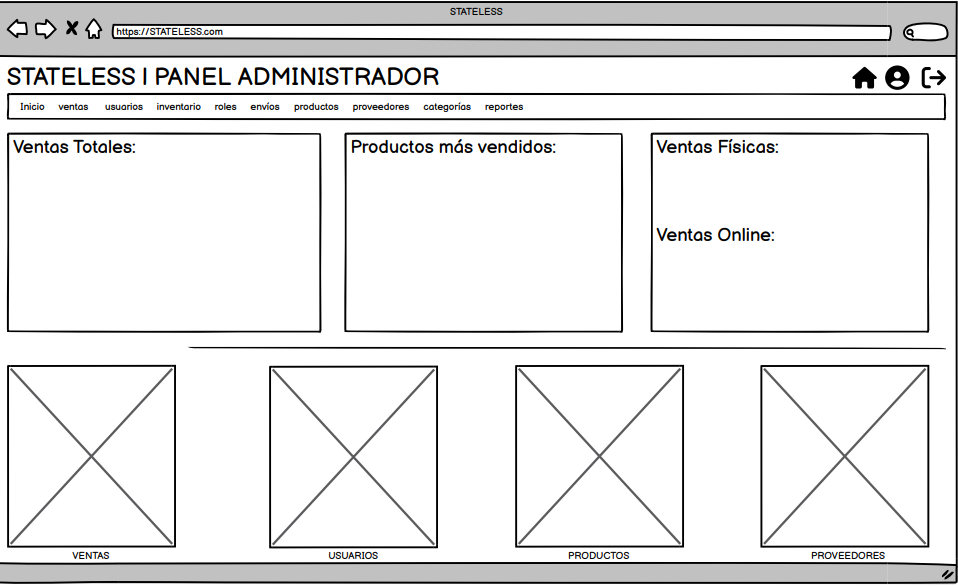 STATELESS
https://STATELESS.com
STATELESS | PANEL ADMINISTRADOR
Inicio ventas usuarios inventario roles envíos productos proveedores categorías reportes
Ventas Totales:
Productos más vendidos:
Ventas Físicas:
Ventas Online:
VENTAS
USUARIOS
PRODUCTOS
PROVEEDORES